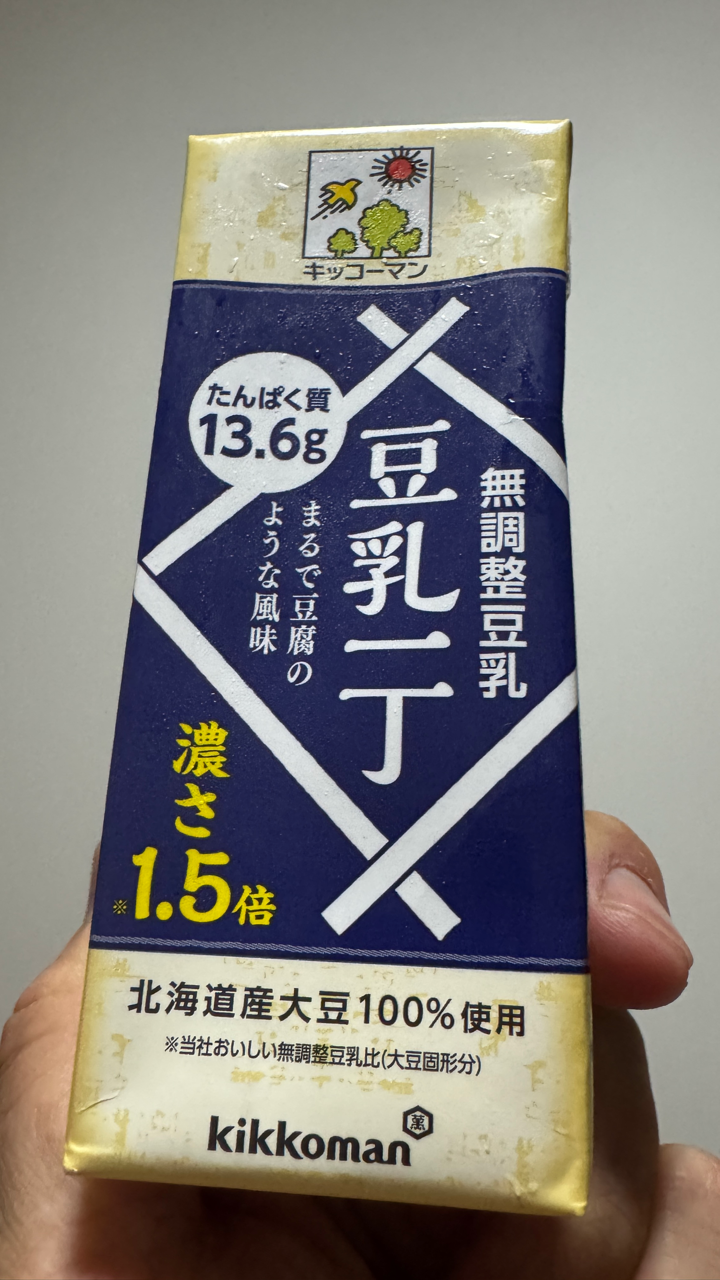 キッコーマン
たんぱく質
13.6g
無調整豆乳
豆乳一丁
まるで豆腐の
ような風味
濃さ
※1.5倍
北海道産大豆100%使用
※当社おいしい無調整豆乳比(大豆固形分)
kikkoman
萬